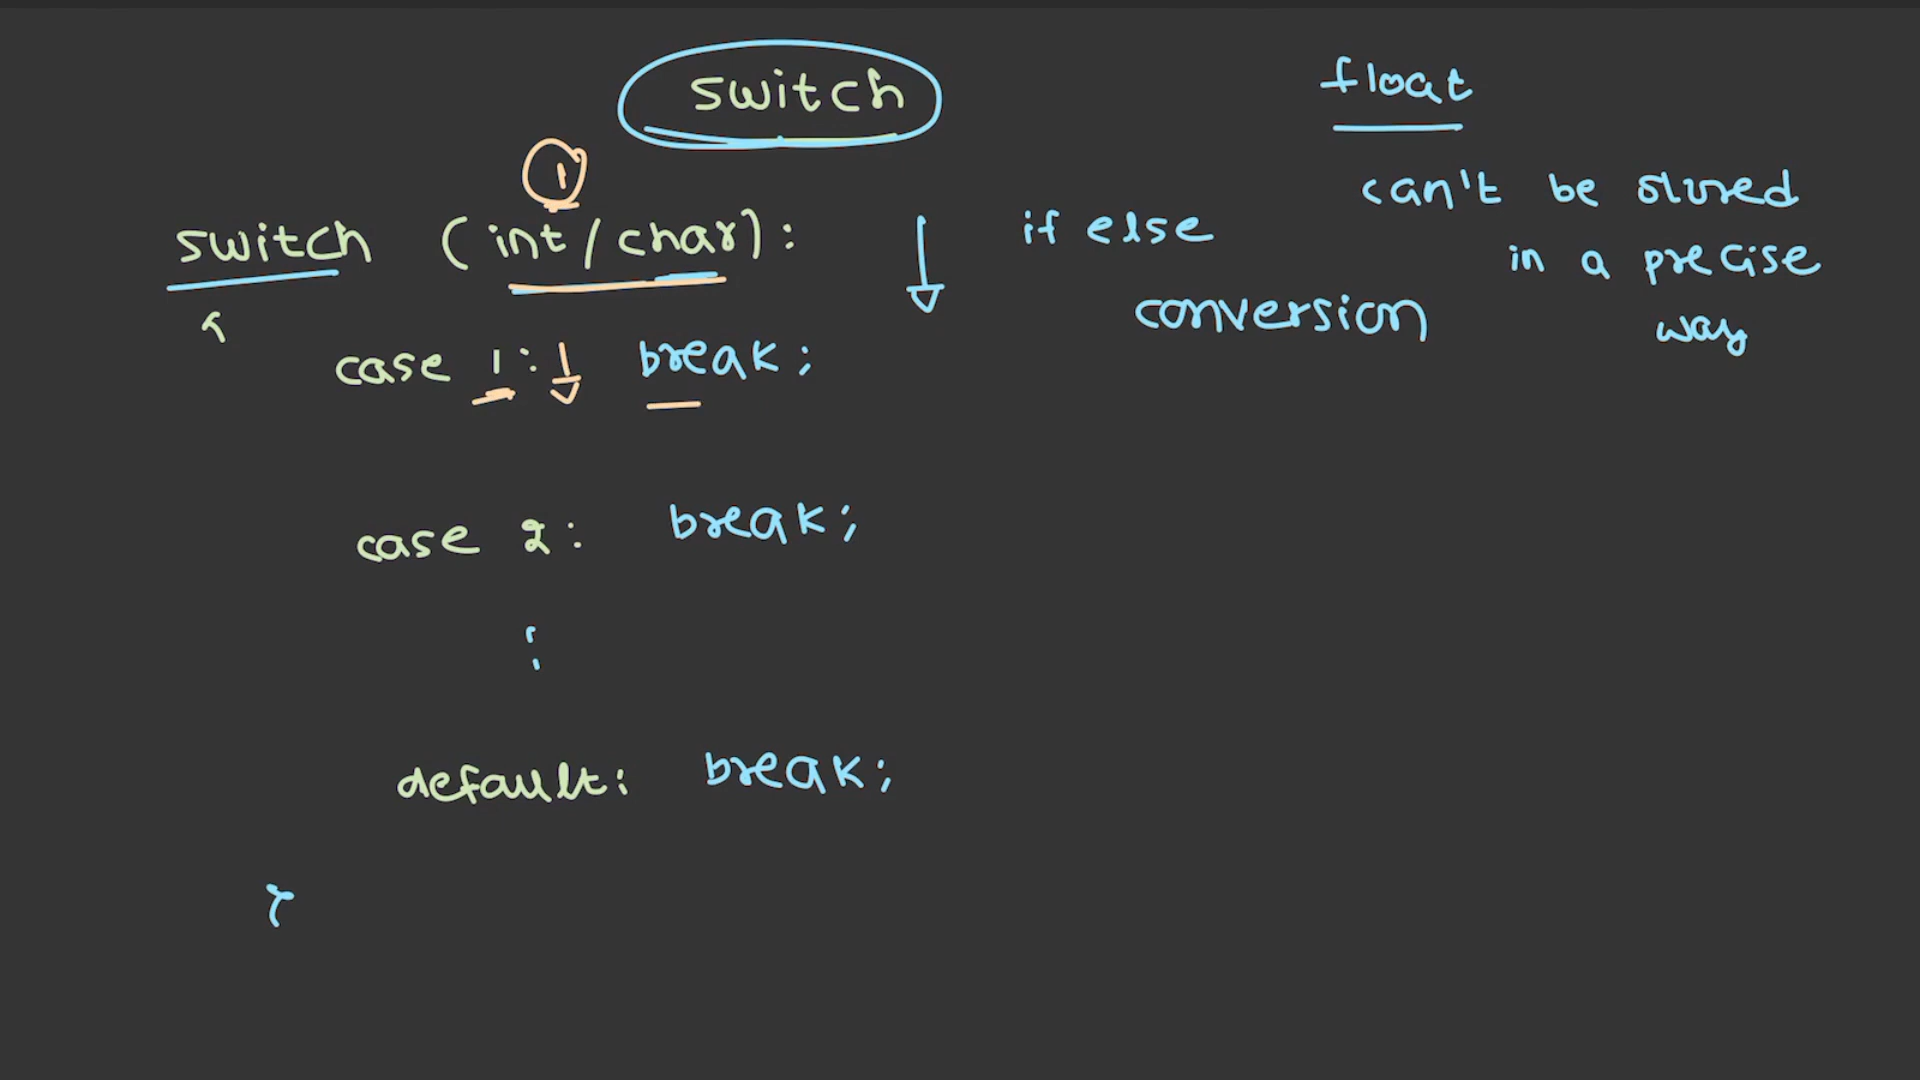 switch
float
can't be stored
in a precise
way
1
switch (int/char):
if else
conversion
case 1: break;
case 2: break;
:
default: break;